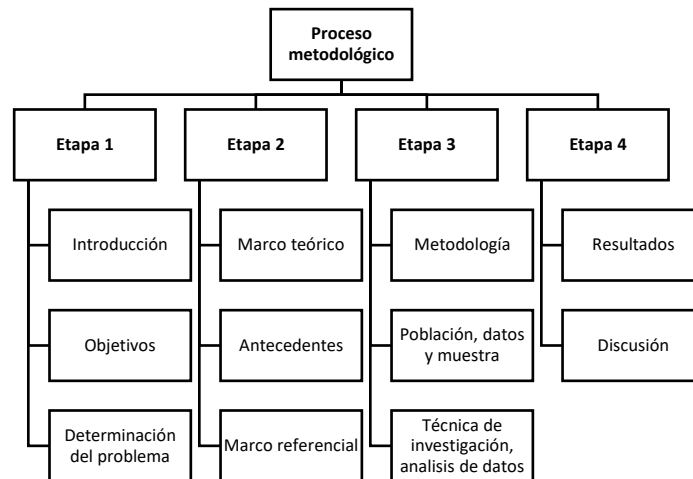 Proceso
metodológico
Etapa 1
Etapa 2
Etapa 3
Etapa 4
Introducción
Marco teórico
Metodología
Resultados
Objetivos
Antecedentes
Población, datos
y muestra
Discusión
Determinación
del problema
Marco referencial
Técnica de
investigación,
analisis de datos